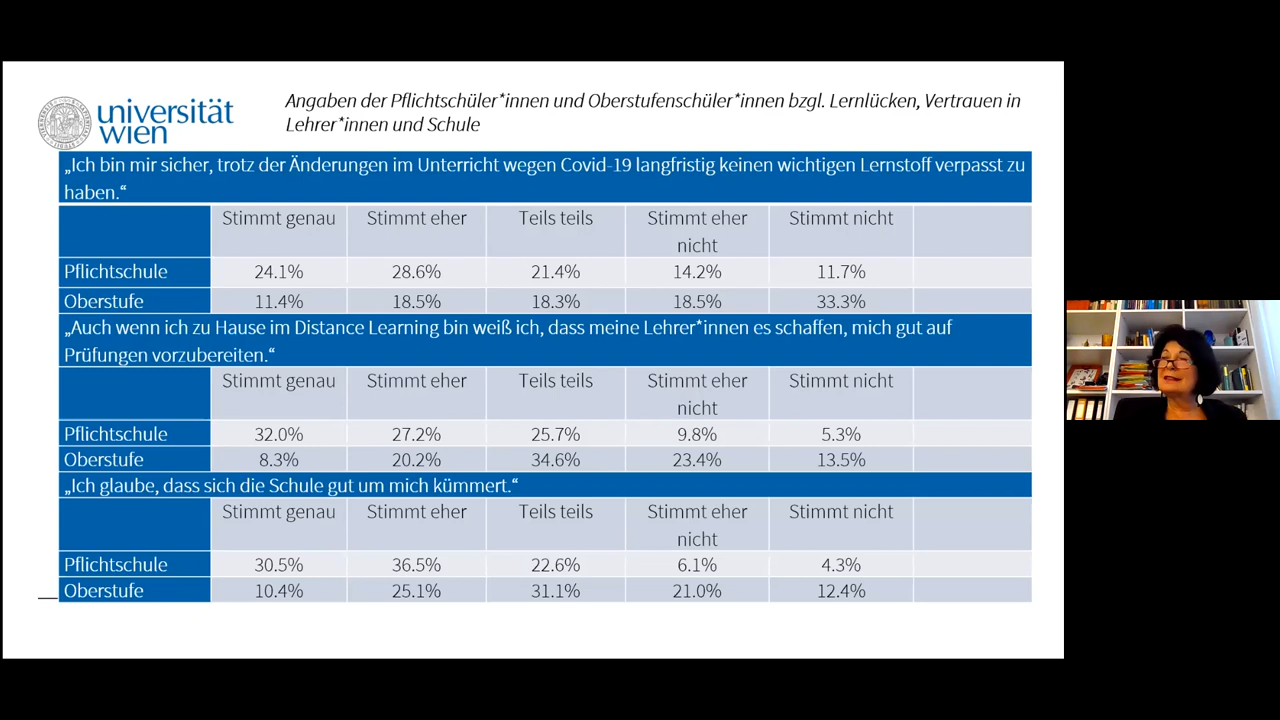 universität
wien
Angaben der Pflichtschüler*innen und Oberstufenschüler*innen bzgl. Lernlücken, Vertrauen in
Lehrer*innen und Schule
„Ich bin mir sicher, trotz der Änderungen im Unterricht wegen Covid-19 langfristig keinen wichtigen Lernstoff verpasst zu
haben.“
Stimmt genau Stimmt eher Teils teils Stimmt eher Stimmt nicht
nicht
Pflichtschule 24.1% 28.6% 21.4% 14.2% 11.7%
Oberstufe 11.4% 18.5% 18.3% 18.5% 33.3%
„Auch wenn ich zu Hause im Distance Learning bin weiß ich, dass meine Lehrer*innen es schaffen, mich gut auf
Prüfungen vorzubereiten.“
Stimmt genau Stimmt eher Teils teils Stimmt eher Stimmt nicht
nicht
Pflichtschule 32.0% 27.2% 25.7% 9.8% 5.3%
Oberstufe 8.3% 20.2% 34.6% 23.4% 13.5%
„Ich glaube, dass sich die Schule gut um mich kümmert.“
Stimmt genau Stimmt eher Teils teils Stimmt eher Stimmt nicht
nicht
Pflichtschule 30.5% 36.5% 22.6% 6.1% 4.3%
Oberstufe 10.4% 25.1% 31.1% 21.0% 12.4%